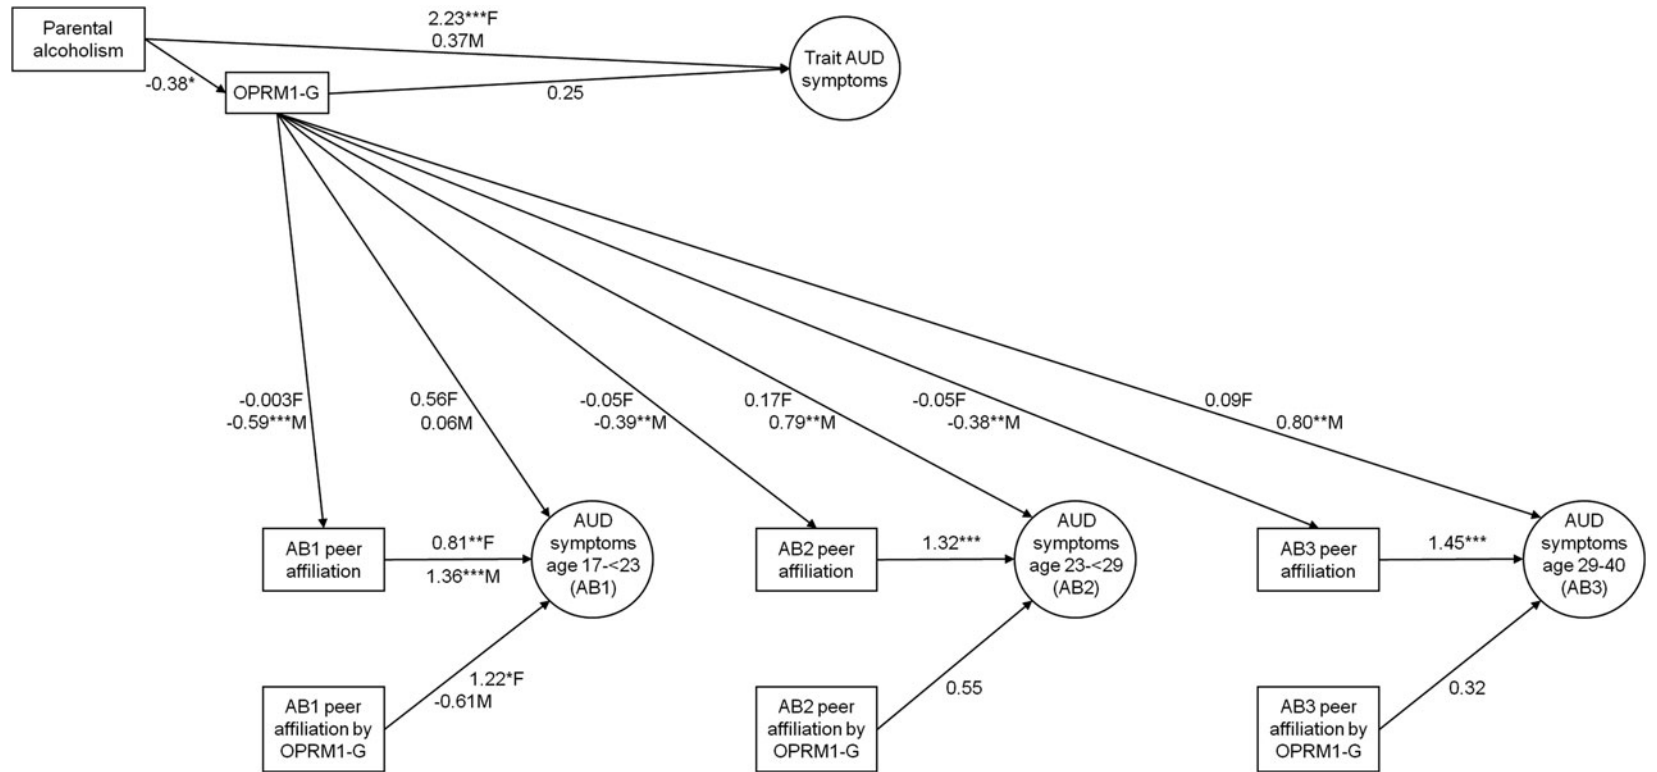 Parental
alcoholism
2.23***F
0.37M
Trait AUD
symptoms
-0.38*
OPRM1-G
0.25
-0.003F
-0.59***M
0.56F
0.06M
-0.05F
-0.39**M
0.17F
0.79**M
-0.05F
-0.38**M
0.09F
0.80**M
AB1 peer
affiliation
0.81**F
1.36***M
AUD
symptoms
age 17-<23
(AB1)
AB2 peer
affiliation
1.32***
AUD
symptoms
age 23-<29
(AB2)
AB3 peer
affiliation
1.45***
AUD
symptoms
age 29-40
(AB3)
AB1 peer
affiliation by
OPRM1-G
1.22*F
-0.61M
AB2 peer
affiliation by
OPRM1-G
0.55
AB3 peer
affiliation by
OPRM1-G
0.32